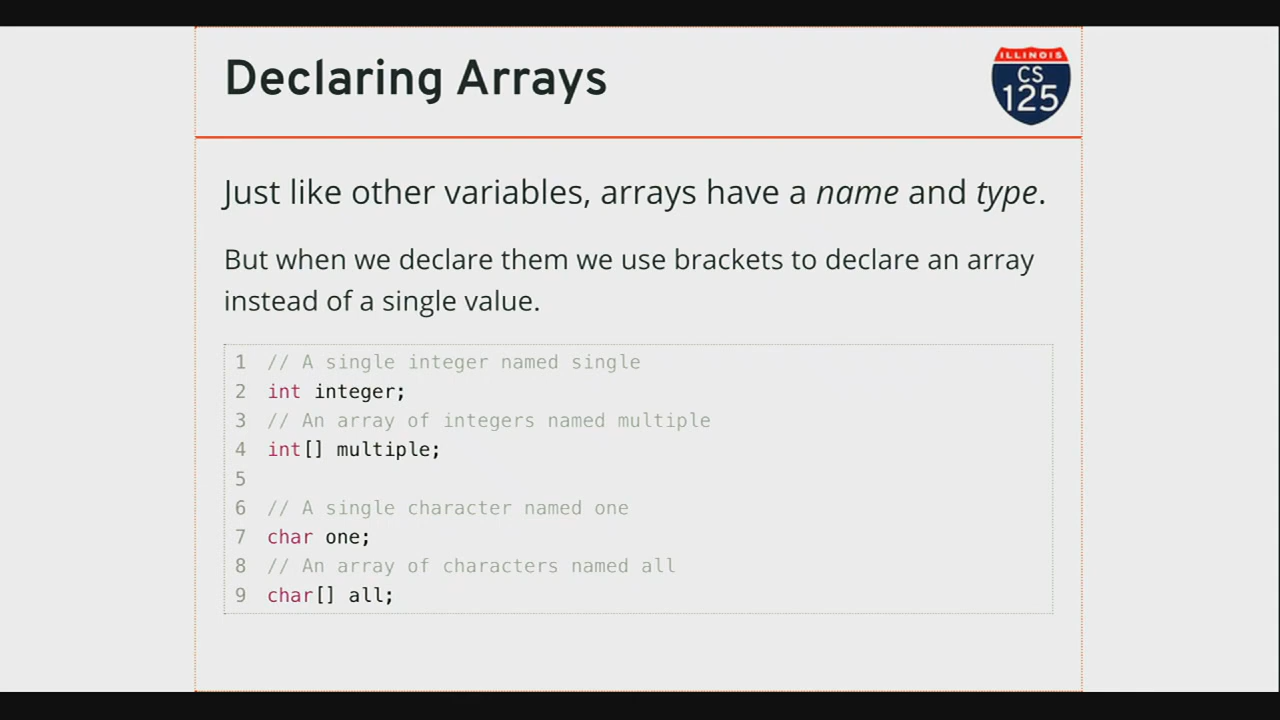 Declaring Arrays
ILLINOIS
CS
125
Just like other variables, arrays have a name and type.
But when we declare them we use brackets to declare an array
instead of a single value.
1 // A single integer named single
2 int integer;
3 // An array of integers named multiple
4 int[] multiple;
5
6 // A single character named one
7 char one;
8 // An array of characters named all
9 char[] all;